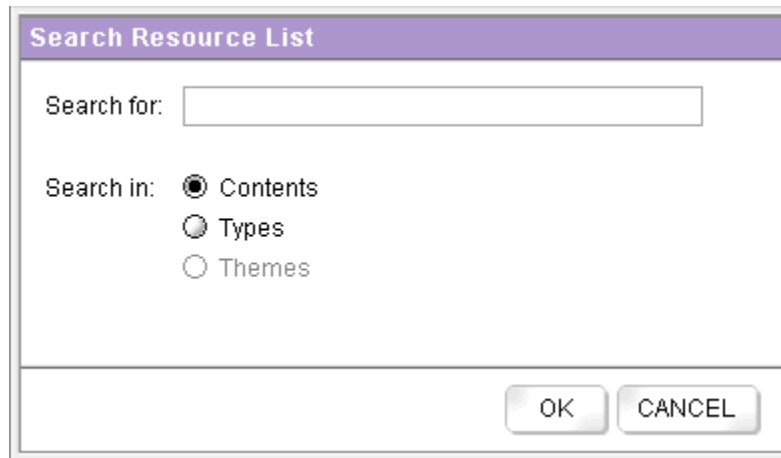 Search Resource List
Search for:
Search in: Contents
Types
Themes
OK CANCEL